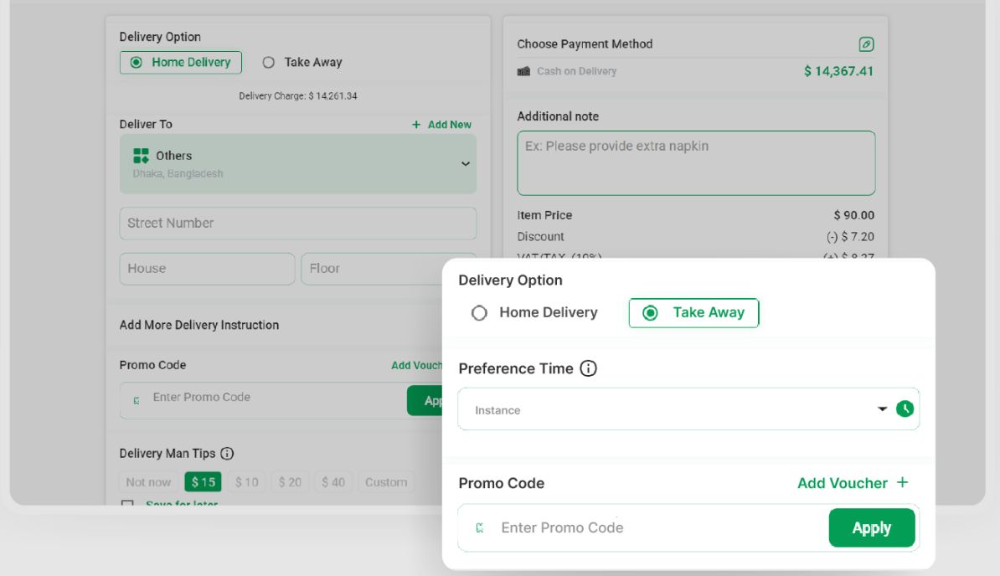 Delivery Option
Home Delivery
Take Away
Delivery Charge: $ 14,261.34
Deliver To
+ Add New
Others
Dhaka, Bangladesh
Street Number
House
Floor
Add More Delivery Instruction
Promo Code
Add Vouch
Enter Promo Code
App
Delivery Man Tips
Not now
$ 15
$ 10
$ 20
$ 40
Custom
Save for later
Choose Payment Method
Cash on Delivery
$ 14,367.41
Additional note
Ex: Please provide extra napkin
Item Price
$ 90.00
Discount
(-) $ 7.20
VAT/TAX (10%)
(+) $ 8.27
Delivery Option
Home Delivery
Take Away
Preference Time
Instance
Promo Code
Add Voucher +
Enter Promo Code
Apply